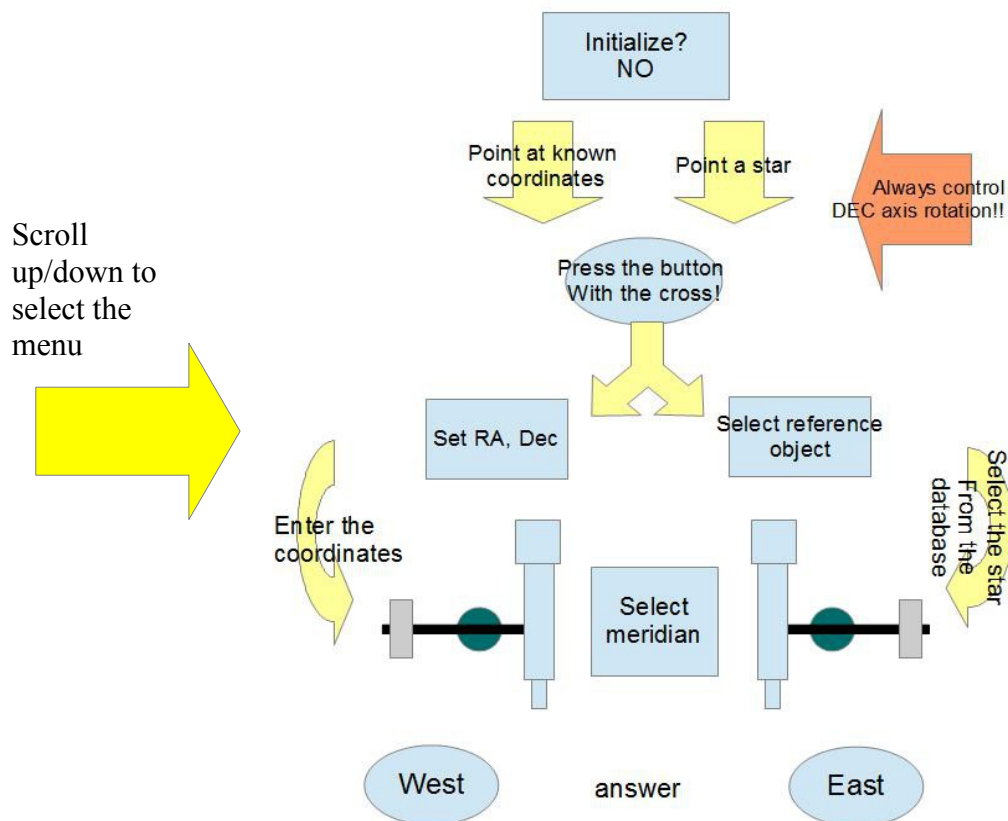 Initialize?
NO
Point at known
coordinates
Point a star
Always control
DEC axis rotation!!
Scroll
up/down to
select the
menu
Press the button
With the cross!
Set RA, Dec
Select reference
object
Enter the
coordinates
Select the star
From the
database
Select
meridian
West
answer
East